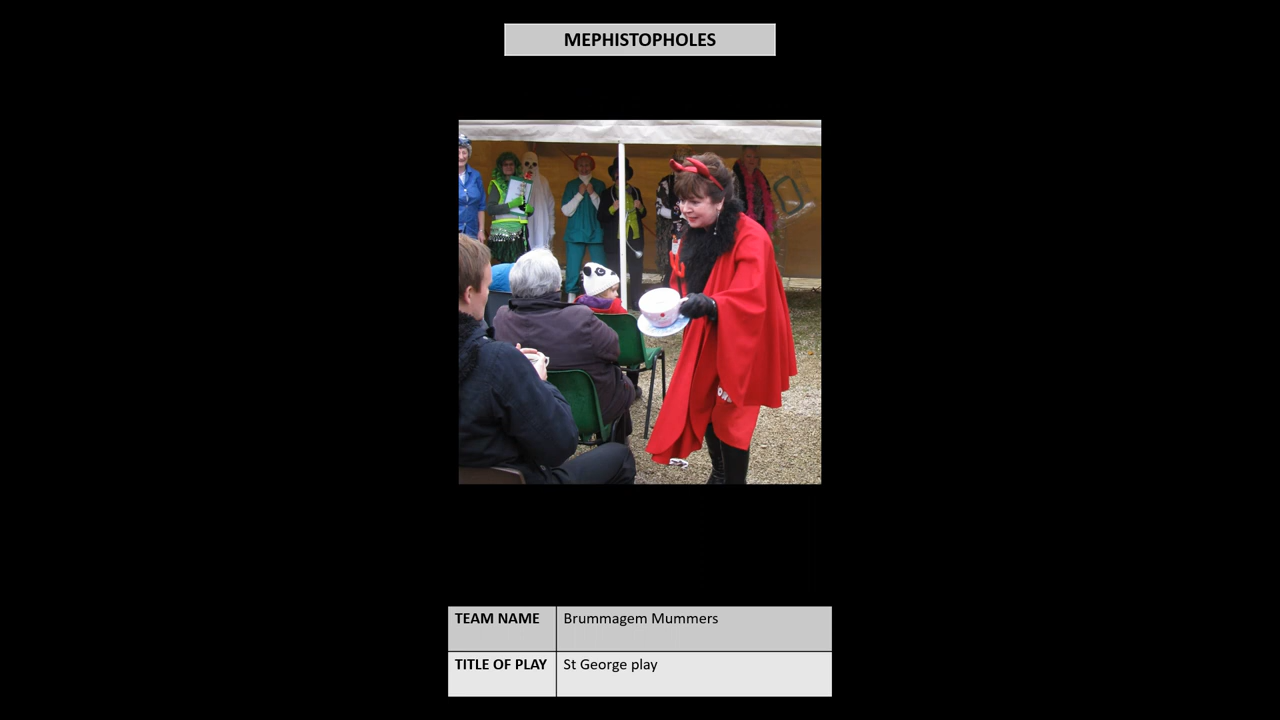 MEPHISTOPHOLES
TEAM NAME Brummagem Mummers
TITLE OF PLAY St George play